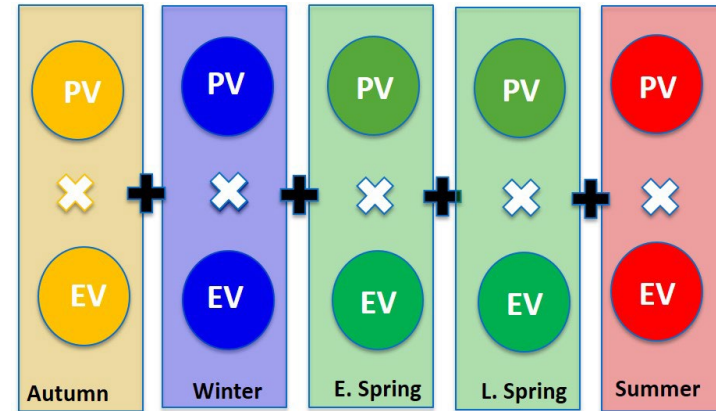 PV PV PV PV PV
EV EV EV EV EV
Autumn Winter E. Spring L. Spring Summer